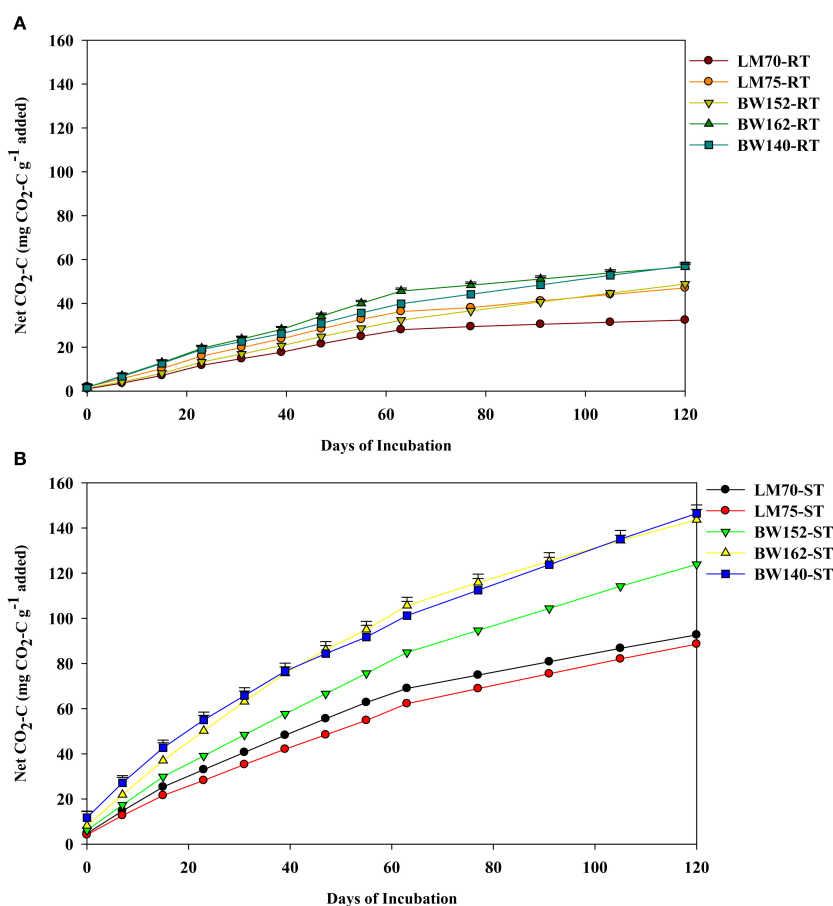 A
Net CO2-C (mg CO2-C g-1 added)
160
140
120
100
80
60
40
20
0
0 20 40 60 80 100 120
Days of Incubation
LM70-RT
LM75-RT
BW152-RT
BW162-RT
BW140-RT
B
Net CO2-C (mg CO2-C g-1 added)
160
140
120
100
80
60
40
20
0
0 20 40 60 80 100 120
Days of Incubation
LM70-ST
LM75-ST
BW152-ST
BW162-ST
BW140-ST